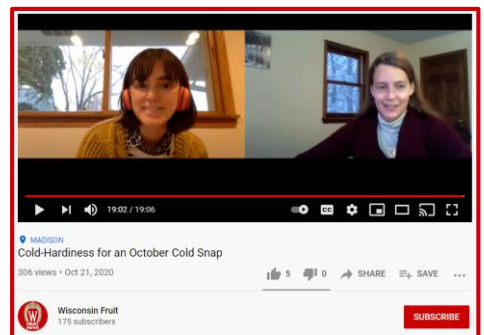 19:02 / 19:06
CC
MADISON
Cold-Hardiness for an October Cold Snap
306 views • Oct 21, 2020
5
0
SHARE
SAVE
W
FRUIT
Wisconsin Fruit
175 subscribers
SUBSCRIBE